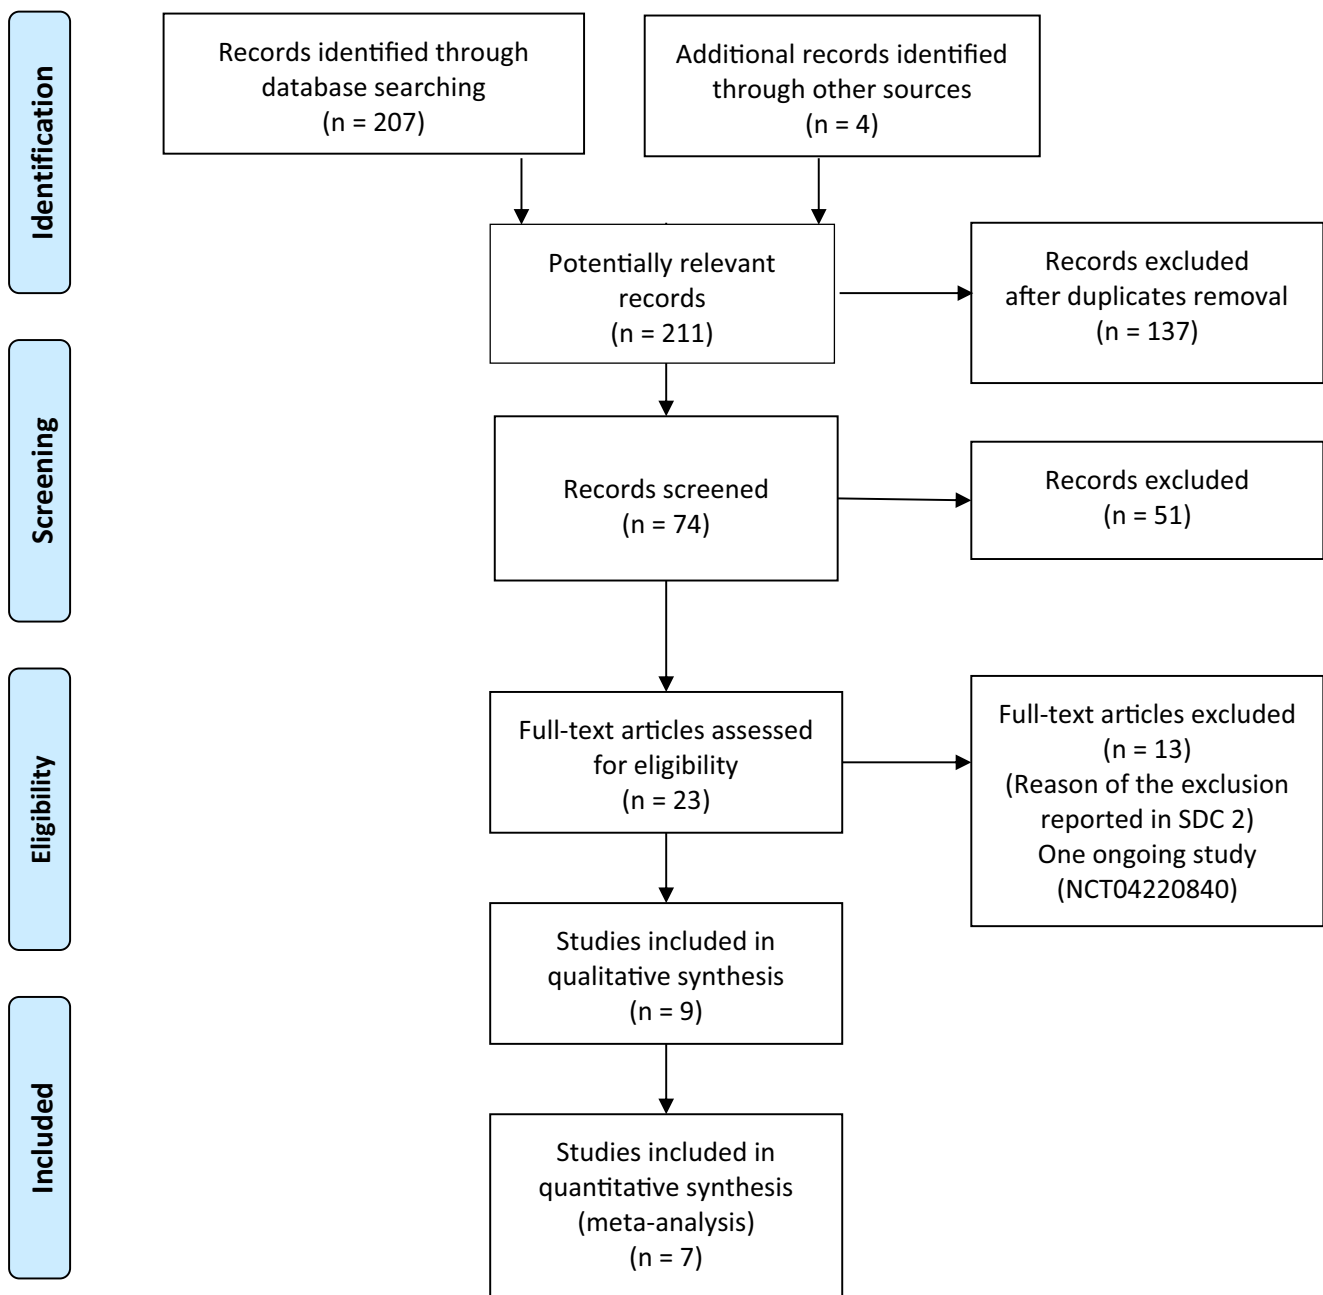 Identification
Records identified through
database searching
(n = 207)
Additional records identified
through other sources
(n = 4)
Potentially relevant
records
(n = 211)
Records excluded
after duplicates removal
(n = 137)
Screening
Records screened
(n = 74)
Records excluded
(n = 51)
Eligibility
Full-text articles assessed
for eligibility
(n = 23)
Full-text articles excluded
(n = 13)
(Reason of the exclusion
reported in SDC 2)
One ongoing study
(NCT04220840)
Studies included in
qualitative synthesis
(n = 9)
Included
Studies included in
quantitative synthesis
(meta-analysis)
(n = 7)